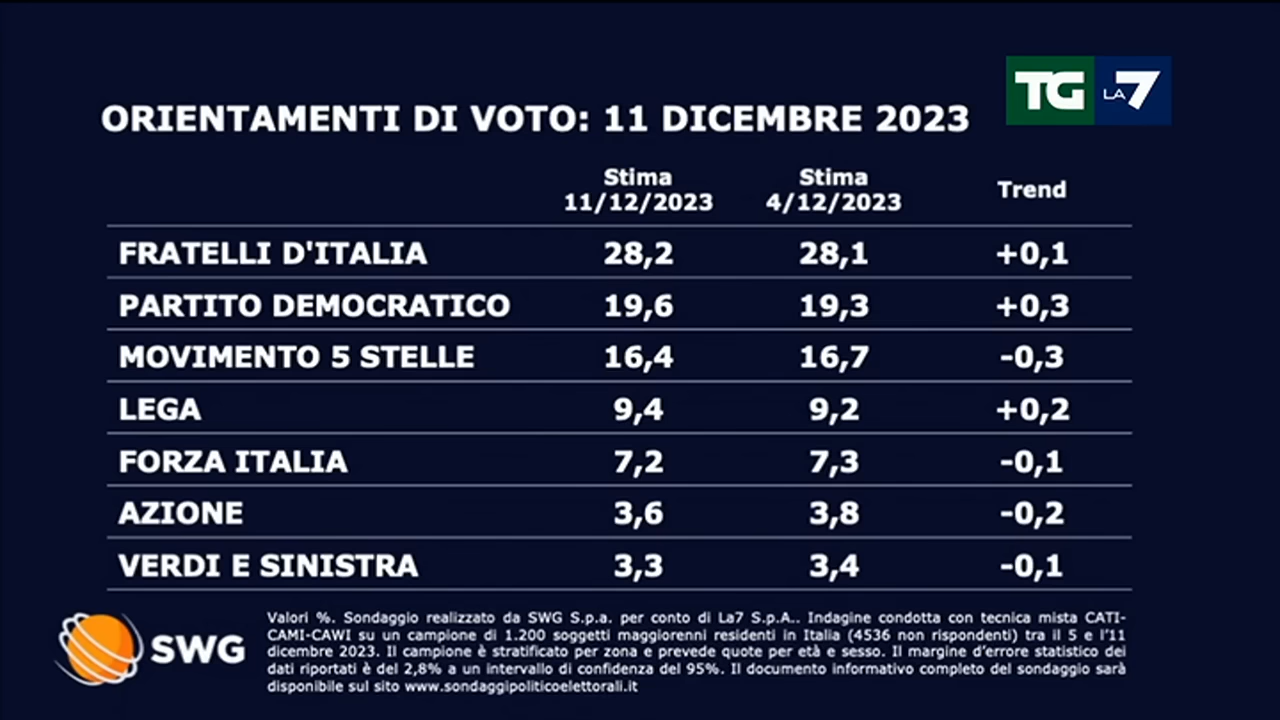 TG LA7
ORIENTAMENTI DI VOTO: 11 DICEMBRE 2023
Stima 11/12/2023 Stima 4/12/2023 Trend
FRATELLI D'ITALIA 28,2 28,1 +0,1
PARTITO DEMOCRATICO 19,6 19,3 +0,3
MOVIMENTO 5 STELLE 16,4 16,7 -0,3
LEGA 9,4 9,2 +0,2
FORZA ITALIA 7,2 7,3 -0,1
AZIONE 3,6 3,8 -0,2
VERDI E SINISTRA 3,3 3,4 -0,1
SWG
Valori %. Sondaggio realizzato da SWG S.p.a. per conto di La7 S.p.A.. Indagine condotta con tecnica mista CATI-
CAMI-CAWI su un campione di 1.200 soggetti maggiorenni residenti in Italia (4536 non rispondenti) tra il 5 e l'11
dicembre 2023. Il campione è stratificato per zona e prevede quote per età e sesso. Il margine d'errore statistico dei
dati riportati è del 2,8% a un intervallo di confidenza del 95%. Il documento informativo completo del sondaggio sarà
disponibile sul sito www.sondaggipoliticoelettorali.it